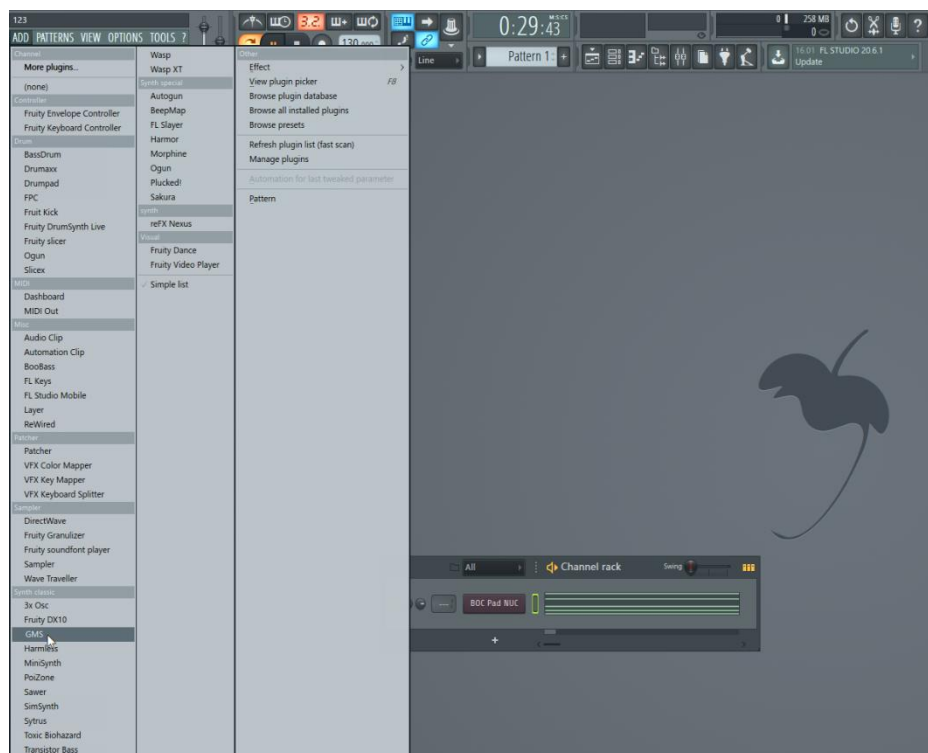 123
ADD PATTERNS VIEW OPTIONS TOOLS ?
3.2.
130.000
Line
0:29:43
M:S:CS
Pattern 1
+
0
258 MB
0
16.01 FL STUDIO 20.6.1
Update
Channel
More plugins...
(none)
Controller
Fruity Envelope Controller
Fruity Keyboard Controller
Drum
BassDrum
Drumaxx
Drumpad
FPC
Fruit Kick
Fruity DrumSynth Live
Fruity slicer
Ogun
Slicex
MIDI
Dashboard
MIDI Out
Misc
Audio Clip
Automation Clip
BooBass
FL Keys
FL Studio Mobile
Layer
ReWired
Patcher
Patcher
VFX Color Mapper
VFX Key Mapper
VFX Keyboard Splitter
Sampler
DirectWave
Fruity Granulizer
Fruity soundfont player
Sampler
Wave Traveller
Synth classic
3x Osc
Fruity DX10
GMS
Harmless
MiniSynth
PoiZone
Sawer
SimSynth
Sytrus
Toxic Biohazard
Transistor Bass
Wasp
Wasp XT
Synth special
Autogun
BeepMap
FL Slayer
Harmor
Morphine
Ogun
Plucked!
Sakura
synth
reFX Nexus
Visual
Fruity Dance
Fruity Video Player
Simple list
Other
Effect
View plugin picker F8
Browse plugin database
Browse all installed plugins
Browse presets
Refresh plugin list (fast scan)
Manage plugins
Automation for last tweaked parameter
Pattern
All
Channel rack
Swing
BOC Pad NUC
+